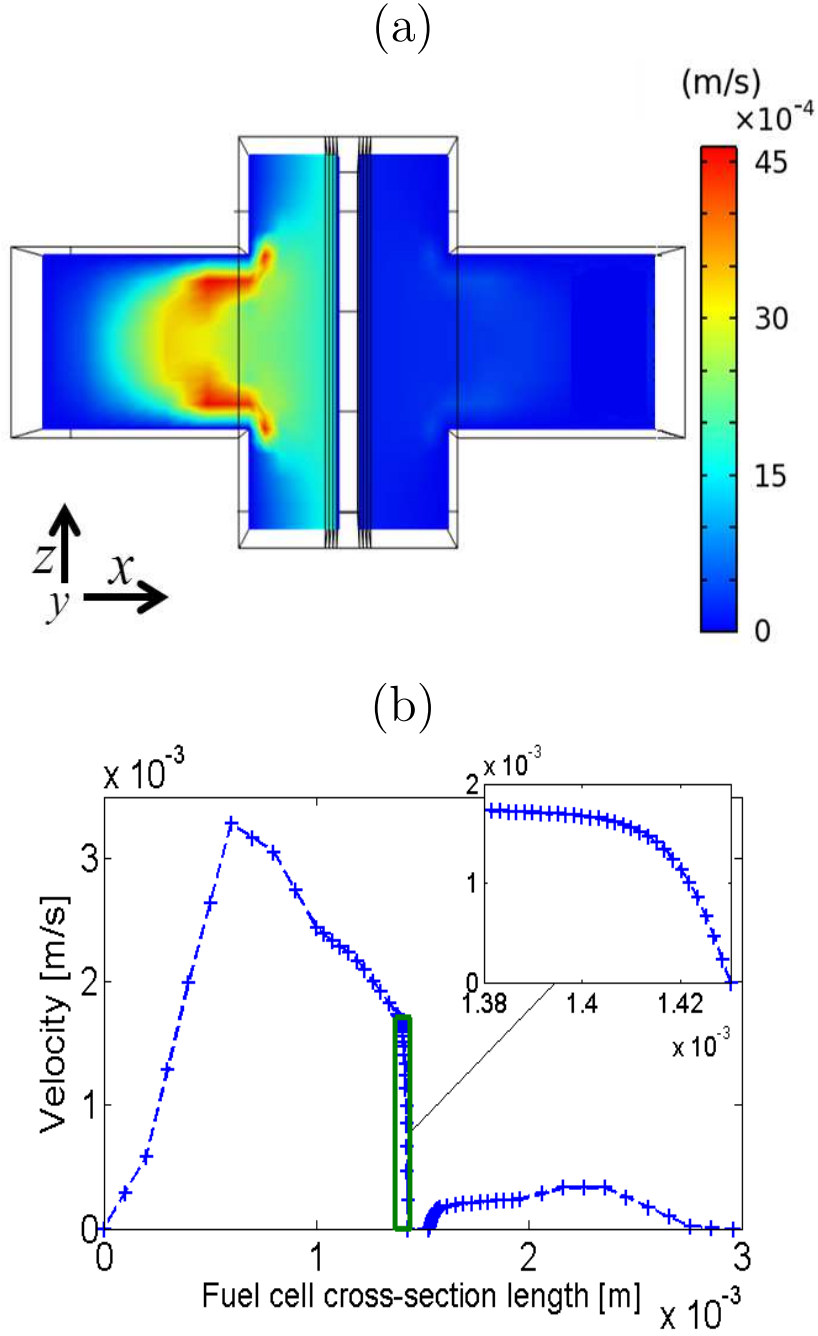 (a)
(m/s)
×10⁻⁴
45
30
15
0
z
x
y
(b)
x 10⁻³
3
2
1
0
Velocity [m/s]
x 10⁻³
2
1
0
1.38 1.4 1.42
x 10⁻³
0 1 2 3
Fuel cell cross-section length [m]
x 10⁻³